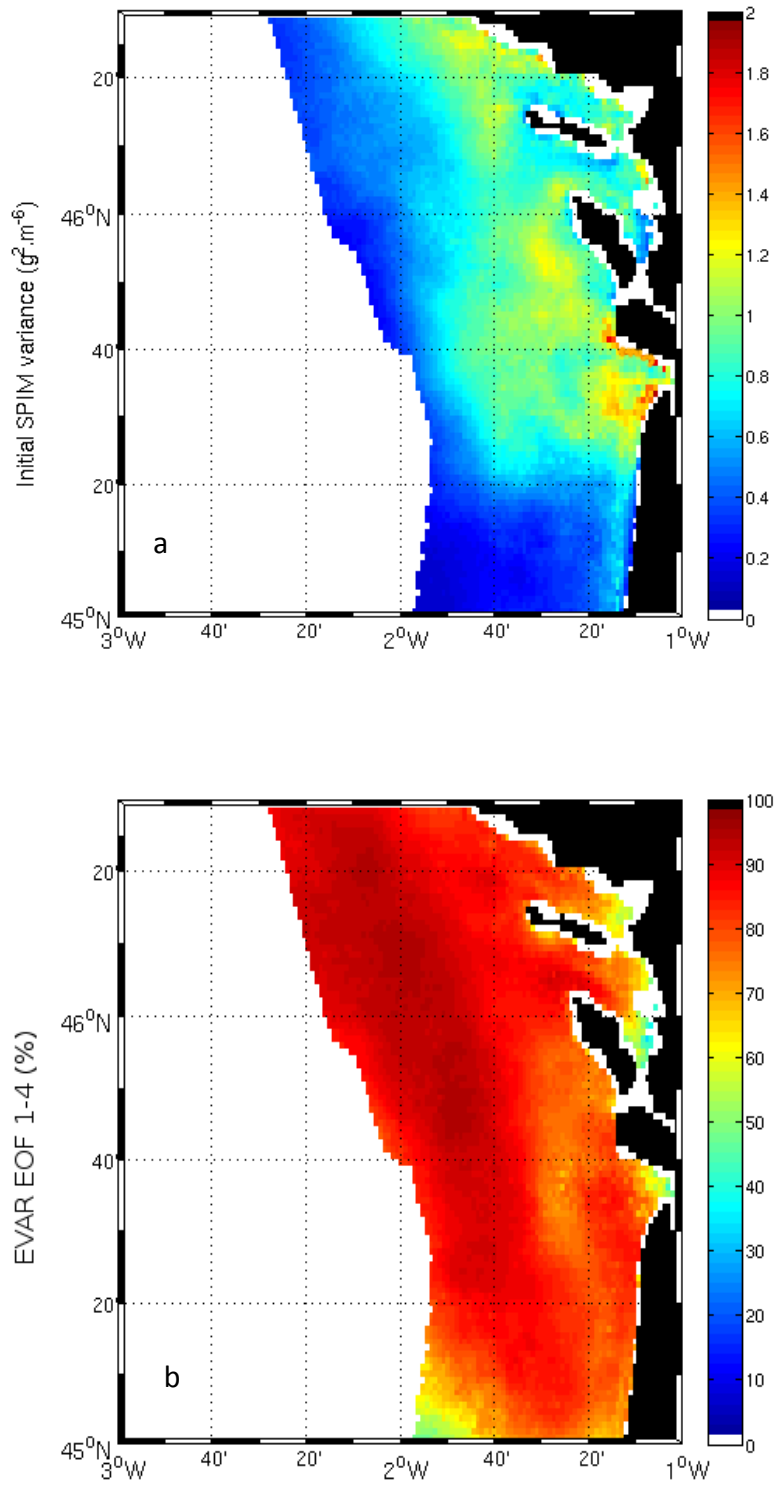 Initial SPIM variance (g².m⁻⁶)
20'
46°N
40'
20'
45°N
3°W 40' 20' 2°W 40' 20' 1°W
a
2
1.8
1.6
1.4
1.2
1
0.8
0.6
0.4
0.2
0
EVAR EOF 1-4 (%)
20'
46°N
40'
20'
45°N
3°W 40' 20' 2°W 40' 20' 1°W
b
100
90
80
70
60
50
40
30
20
10
0